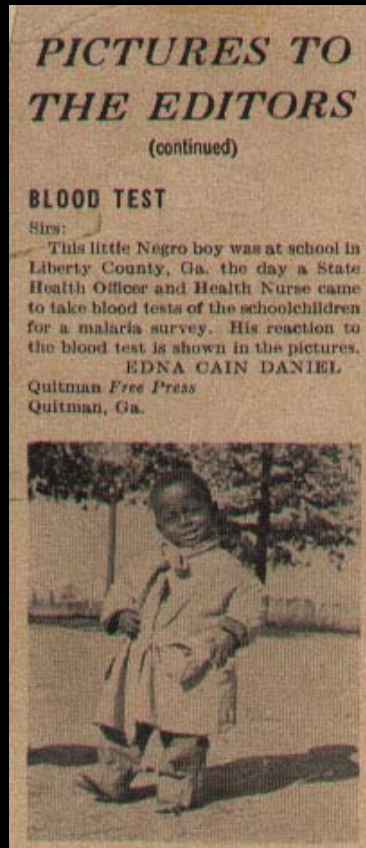 PICTURES TO
THE EDITORS
(continued)
BLOOD TEST
Sirs:
This little Negro boy was at school in
Liberty County, Ga. the day a State
Health Officer and Health Nurse came
to take blood tests of the schoolchildren
for a malaria survey. His reaction to
the blood test is shown in the pictures.
EDNA CAIN DANIEL
Quitman Free Press
Quitman, Ga.